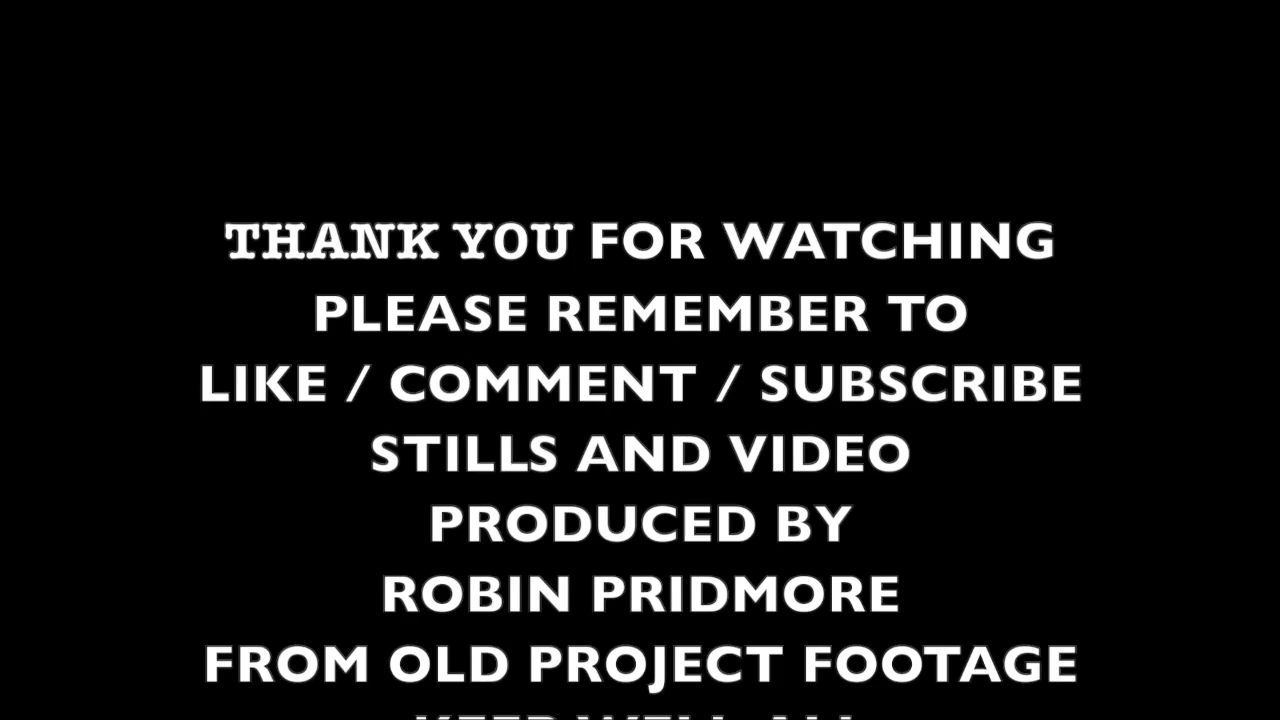 THANK YOU FOR WATCHING
PLEASE REMEMBER TO
LIKE / COMMENT / SUBSCRIBE
STILLS AND VIDEO
PRODUCED BY
ROBIN PRIDMORE
FROM OLD PROJECT FOOTAGE